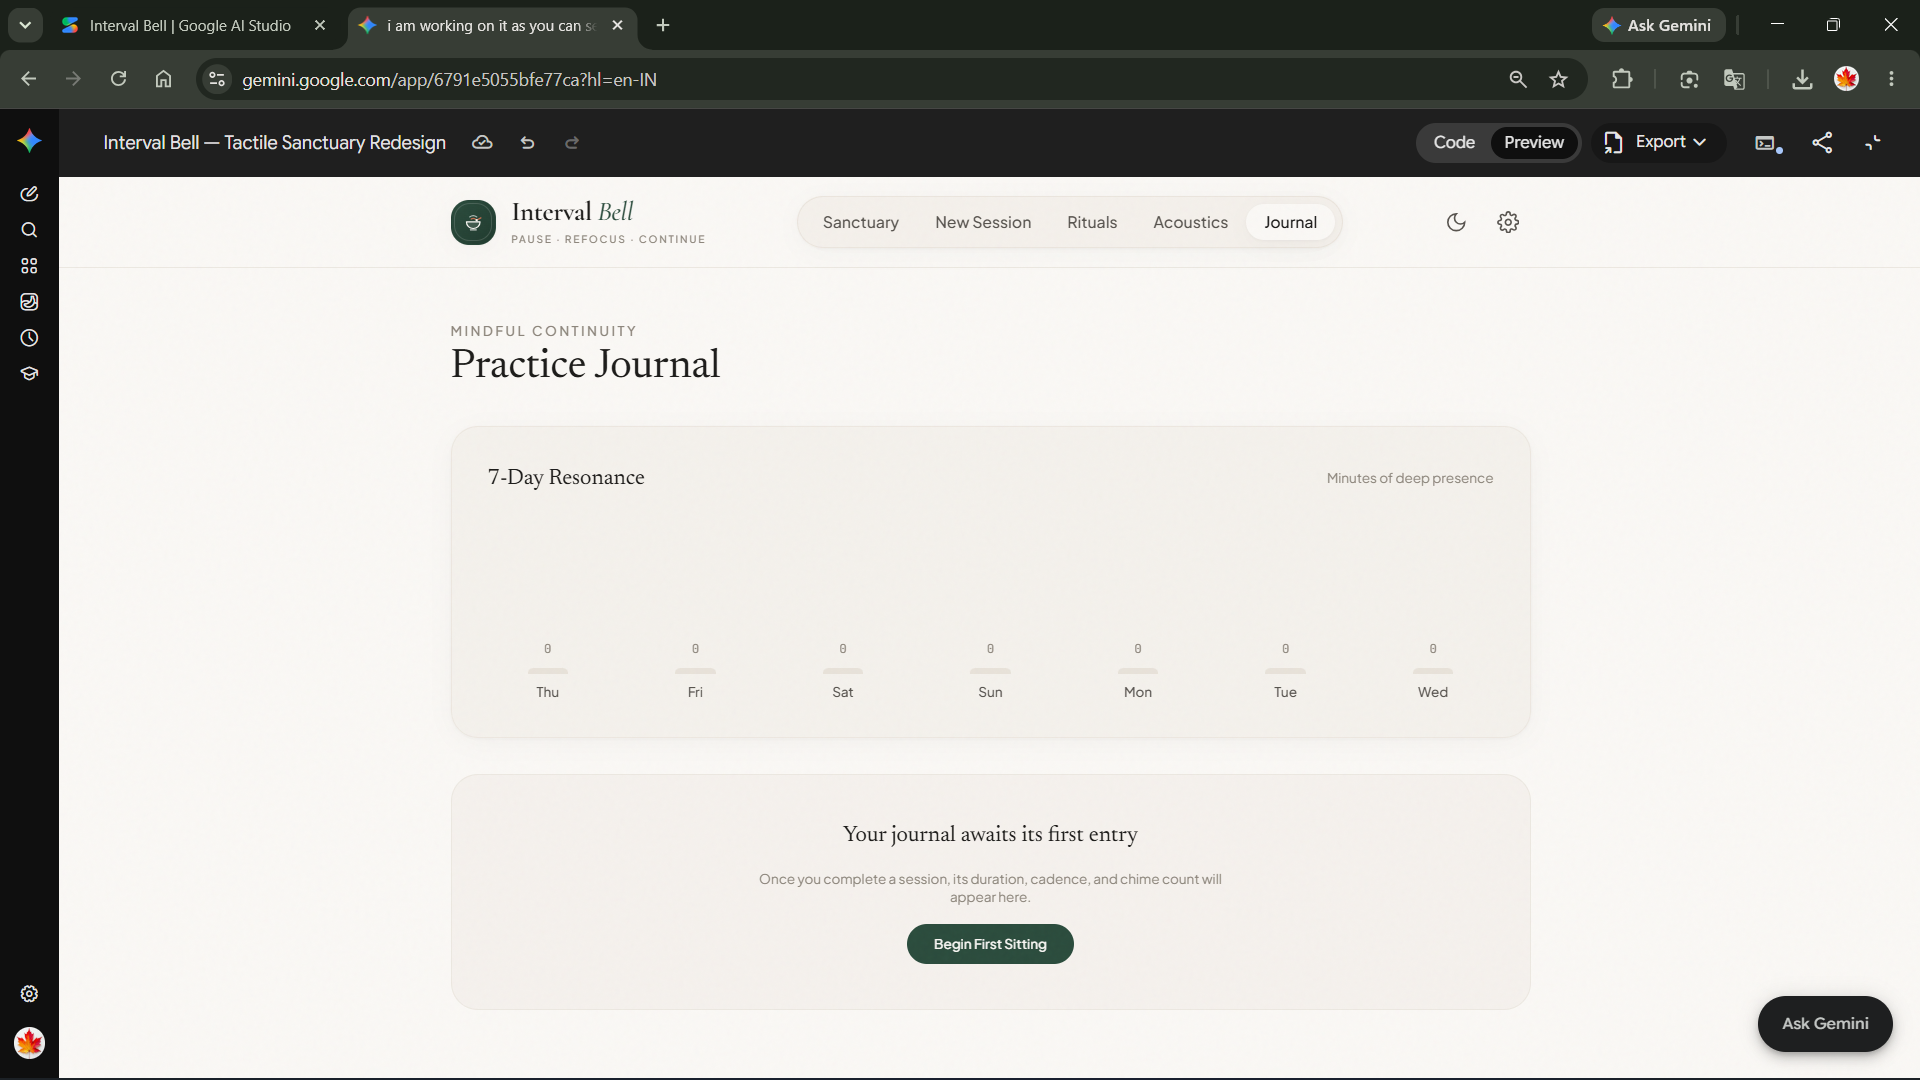 Interval Bell | Google AI Studio
i am working on it as you can se
Ask Gemini
gemini.google.com/app/6791e5055bfe77ca?hl=en-IN
Interval Bell — Tactile Sanctuary Redesign
Code
Preview
Export
Interval Bell
PAUSE · REFOCUS · CONTINUE
Sanctuary
New Session
Rituals
Acoustics
Journal
MINDFUL CONTINUITY
Practice Journal
7-Day Resonance
Minutes of deep presence
0 0 0 0 0 0 0
Thu Fri Sat Sun Mon Tue Wed
Your journal awaits its first entry
Once you complete a session, its duration, cadence, and chime count will
appear here.
Begin First Sitting
Ask Gemini